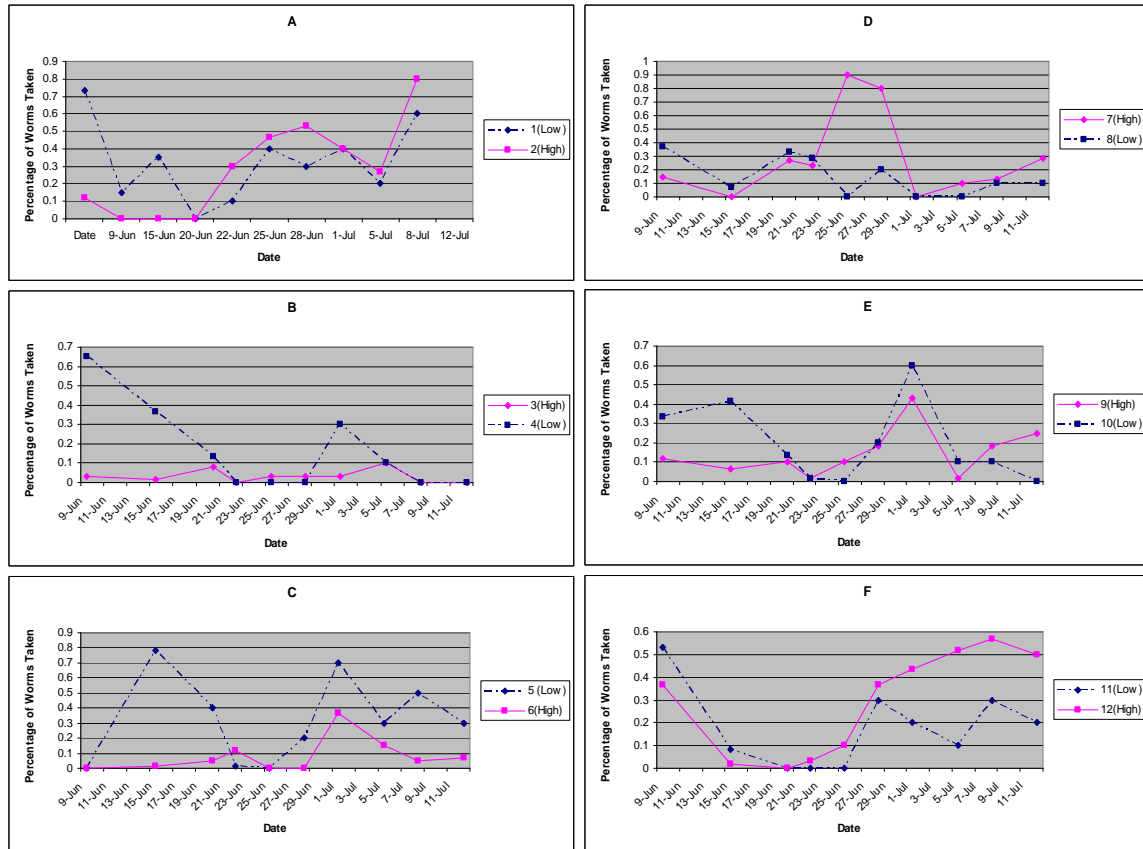 A
Percentage of Worms Taken
0.9
0.8
0.7
0.6
0.5
0.4
0.3
0.2
0.1
0
Date 9-Jun 15-Jun 20-Jun 22-Jun 25-Jun 28-Jun 1-Jul 5-Jul 8-Jul 12-Jul
Date
1(Low)
2(High)
B
Percentage of Worms Taken
0.7
0.6
0.5
0.4
0.3
0.2
0.1
0
9-Jun 11-Jun 13-Jun 15-Jun 17-Jun 19-Jun 21-Jun 23-Jun 25-Jun 27-Jun 29-Jun 1-Jul 3-Jul 5-Jul 7-Jul 9-Jul 11-Jul
Date
3(High)
4(Low)
C
Percentage of Worms Taken
0.9
0.8
0.7
0.6
0.5
0.4
0.3
0.2
0.1
0
9-Jun 11-Jun 13-Jun 15-Jun 17-Jun 19-Jun 21-Jun 23-Jun 25-Jun 27-Jun 29-Jun 1-Jul 3-Jul 5-Jul 7-Jul 9-Jul 11-Jul
Date
5 (Low)
6(High)
D
Percentage of Worms Taken
1
0.9
0.8
0.7
0.6
0.5
0.4
0.3
0.2
0.1
0
9-Jun 11-Jun 13-Jun 15-Jun 17-Jun 19-Jun 21-Jun 23-Jun 25-Jun 27-Jun 29-Jun 1-Jul 3-Jul 5-Jul 7-Jul 9-Jul 11-Jul
Date
7(High)
8(Low)
E
Percentage of Worms Taken
0.7
0.6
0.5
0.4
0.3
0.2
0.1
0
9-Jun 11-Jun 13-Jun 15-Jun 17-Jun 19-Jun 21-Jun 23-Jun 25-Jun 27-Jun 29-Jun 1-Jul 3-Jul 5-Jul 7-Jul 9-Jul 11-Jul
Date
9(High)
10(Low)
F
Percentage of Worms Taken
0.6
0.5
0.4
0.3
0.2
0.1
0
9-Jun 11-Jun 13-Jun 15-Jun 17-Jun 19-Jun 21-Jun 23-Jun 25-Jun 27-Jun 29-Jun 1-Jul 3-Jul 5-Jul 7-Jul 9-Jul 11-Jul
Date
11(Low)
12(High)